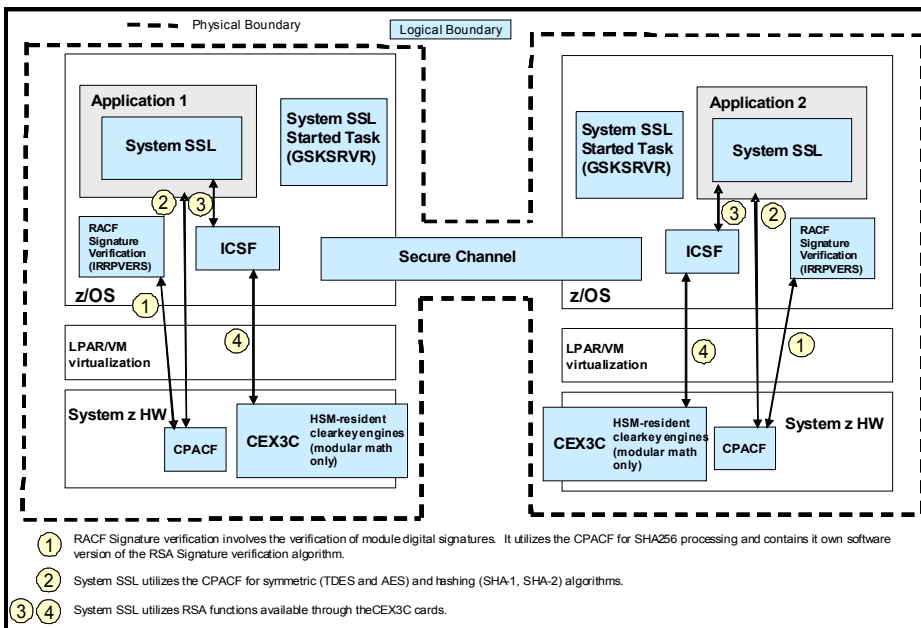 Physical Boundary
Logical Boundary
Application 1
System SSL
System SSL
Started Task
(GSKSRVR)
2
3
RACF
Signature
Verification
(IRRPVERS)
ICSF
z/OS
1
4
LPAR/VM
virtualization
System z HW
CPACF
CEX3C
HSM-resident
clearkey engines
(modular math
only)
Secure Channel
Application 2
System SSL
System SSL
Started Task
(GSKSRVR)
3
2
ICSF
RACF
Signature
Verification
(IRRPVERS)
z/OS
4
1
LPAR/VM
virtualization
System z HW
CEX3C
HSM-resident
clearkey engines
(modular math
only)
CPACF
1 RACF Signature verification involves the verification of module digital signatures. It utilizes the CPACF for SHA256 processing and contains it own software
version of the RSA Signature verification algorithm.
2 System SSL utilizes the CPACF for symmetric (TDES and AES) and hashing (SHA-1, SHA-2) algorithms.
3 4 System SSL utilizes RSA functions available through theCEX3C cards.